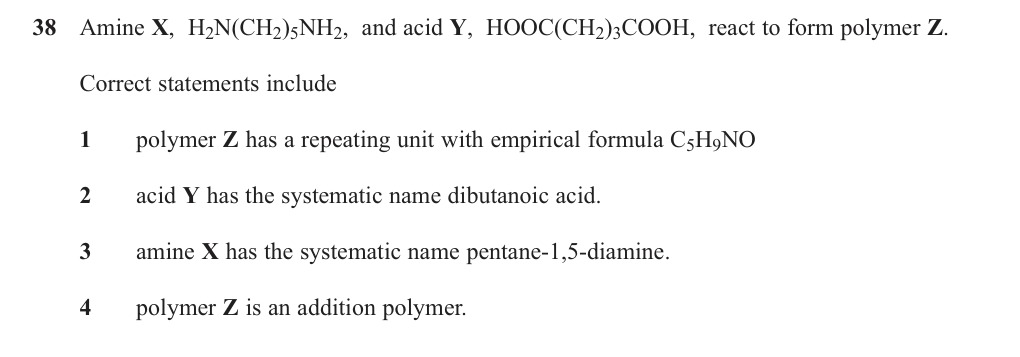 38 Amine X, H₂N(CH₂)₅NH₂, and acid Y, HOOC(CH₂)₃COOH, react to form polymer Z.
Correct statements include
1 polymer Z has a repeating unit with empirical formula C₅H₉NO
2 acid Y has the systematic name dibutanoic acid.
3 amine X has the systematic name pentane-1,5-diamine.
4 polymer Z is an addition polymer.